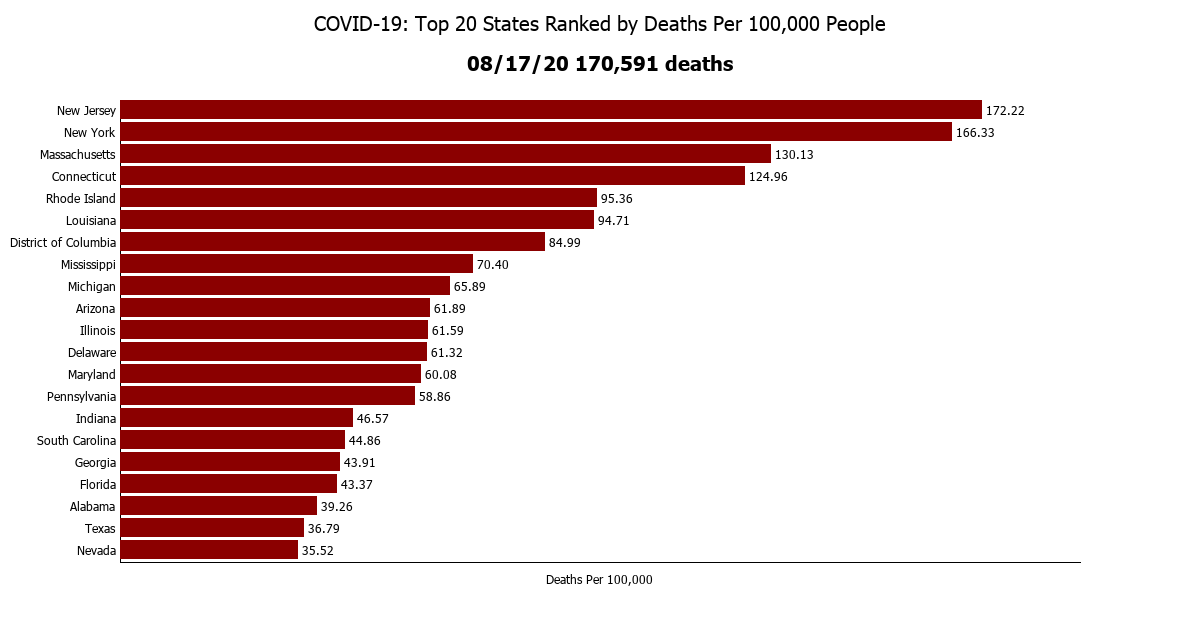 COVID-19: Top 20 States Ranked by Deaths Per 100,000 People
08/17/20 170,591 deaths
New Jersey 172.22
New York 166.33
Massachusetts 130.13
Connecticut 124.96
Rhode Island 95.36
Louisiana 94.71
District of Columbia 84.99
Mississippi 70.40
Michigan 65.89
Arizona 61.89
Illinois 61.59
Delaware 61.32
Maryland 60.08
Pennsylvania 58.86
Indiana 46.57
South Carolina 44.86
Georgia 43.91
Florida 43.37
Alabama 39.26
Texas 36.79
Nevada 35.52
Deaths Per 100,000